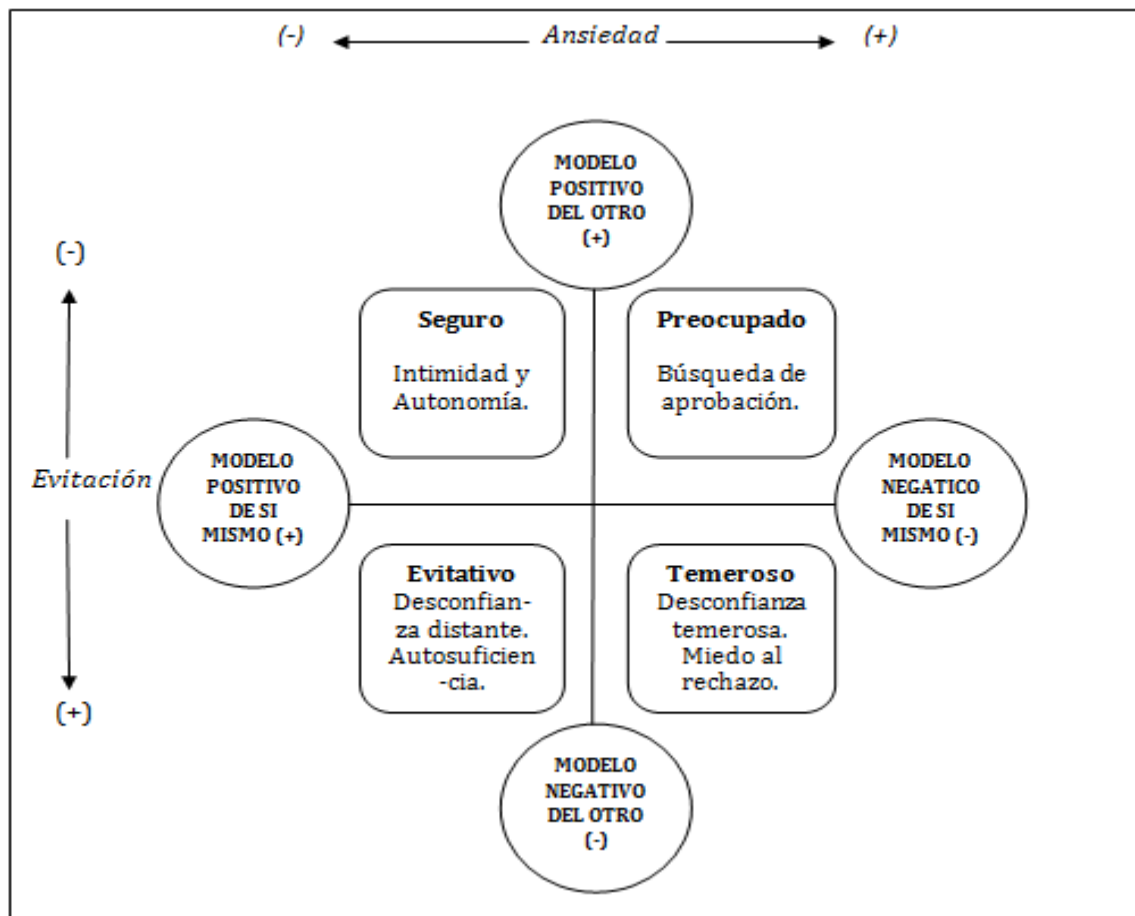 (-) Ansiedad (+)
MODELO
POSITIVO
DEL OTRO
(+)
(-)
Seguro
Intimidad y
Autonomía.
Preocupado
Búsqueda de
aprobación.
Evitación
MODELO
POSITIVO
DE SI
MISMO (+)
MODELO
NEGATICO
DE SI
MISMO (-)
Evitativo
Desconfian-
za distante.
Autosuficien
-cia.
Temeroso
Desconfianza
temerosa.
Miedo al
rechazo.
(+)
MODELO
NEGATIVO
DEL OTRO
(-)